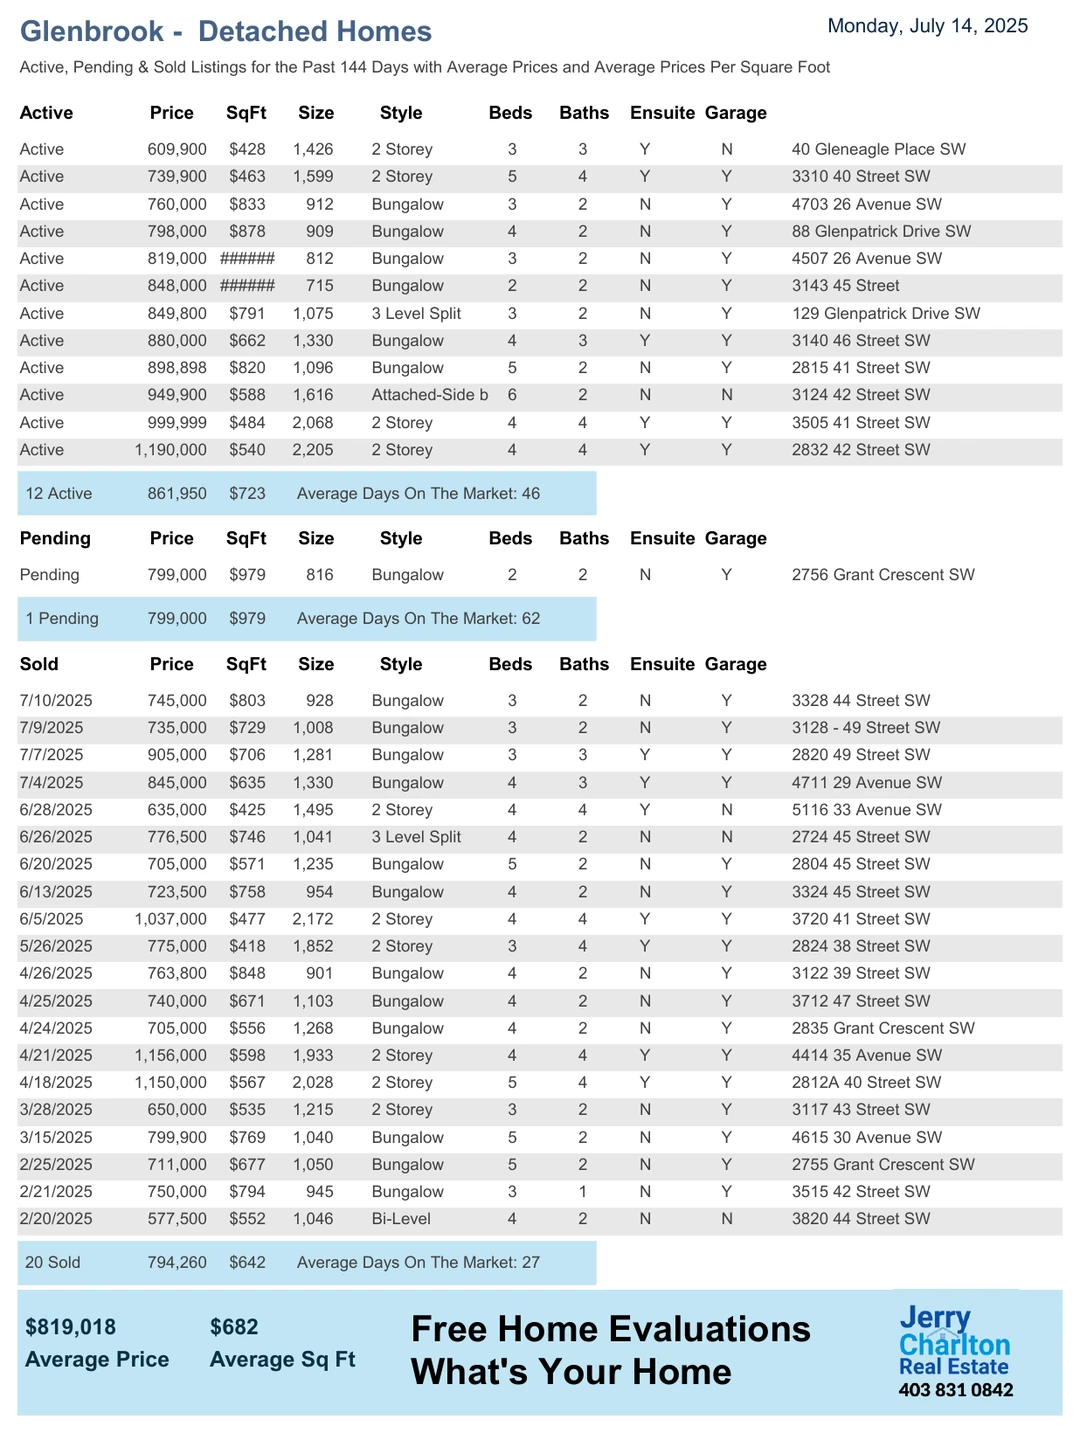 Glenbrook - Detached Homes
Monday, July 14, 2025
Active, Pending & Sold Listings for the Past 144 Days with Average Prices and Average Prices Per Square Foot
Active Price SqFt Size Style Beds Baths Ensuite Garage
Active 609,900 $428 1,426 2 Storey 3 3 Y N 40 Gleneagle Place SW
Active 739,900 $463 1,599 2 Storey 5 4 Y Y 3310 40 Street SW
Active 760,000 $833 912 Bungalow 3 2 N Y 4703 26 Avenue SW
Active 798,000 $878 909 Bungalow 4 2 N Y 88 Glenpatrick Drive SW
Active 819,000 ###### 812 Bungalow 3 2 N Y 4507 26 Avenue SW
Active 848,000 ###### 715 Bungalow 2 2 N Y 3143 45 Street
Active 849,800 $791 1,075 3 Level Split 3 2 N Y 129 Glenpatrick Drive SW
Active 880,000 $662 1,330 Bungalow 4 3 Y Y 3140 46 Street SW
Active 898,898 $820 1,096 Bungalow 5 2 N Y 2815 41 Street SW
Active 949,900 $588 1,616 Attached-Side b 6 2 N N 3124 42 Street SW
Active 999,999 $484 2,068 2 Storey 4 4 Y Y 3505 41 Street SW
Active 1,190,000 $540 2,205 2 Storey 4 4 Y Y 2832 42 Street SW
12 Active 861,950 $723 Average Days On The Market: 46
Pending Price SqFt Size Style Beds Baths Ensuite Garage
Pending 799,000 $979 816 Bungalow 2 2 N Y 2756 Grant Crescent SW
1 Pending 799,000 $979 Average Days On The Market: 62
Sold Price SqFt Size Style Beds Baths Ensuite Garage
7/10/2025 745,000 $803 928 Bungalow 3 2 N Y 3328 44 Street SW
7/9/2025 735,000 $729 1,008 Bungalow 3 2 N Y 3128 - 49 Street SW
7/7/2025 905,000 $706 1,281 Bungalow 3 3 Y Y 2820 49 Street SW
7/4/2025 845,000 $635 1,330 Bungalow 4 3 Y Y 4711 29 Avenue SW
6/28/2025 635,000 $425 1,495 2 Storey 4 4 Y N 5116 33 Avenue SW
6/26/2025 776,500 $746 1,041 3 Level Split 4 2 N N 2724 45 Street SW
6/20/2025 705,000 $571 1,235 Bungalow 5 2 N Y 2804 45 Street SW
6/13/2025 723,500 $758 954 Bungalow 4 2 N Y 3324 45 Street SW
6/5/2025 1,037,000 $477 2,172 2 Storey 4 4 Y Y 3720 41 Street SW
5/26/2025 775,000 $418 1,852 2 Storey 3 4 Y Y 2824 38 Street SW
4/26/2025 763,800 $848 901 Bungalow 4 2 N Y 3122 39 Street SW
4/25/2025 740,000 $671 1,103 Bungalow 4 2 N Y 3712 47 Street SW
4/24/2025 705,000 $556 1,268 Bungalow 4 2 N Y 2835 Grant Crescent SW
4/21/2025 1,156,000 $598 1,933 2 Storey 4 4 Y Y 4414 35 Avenue SW
4/18/2025 1,150,000 $567 2,028 2 Storey 5 4 Y Y 2812A 40 Street SW
3/28/2025 650,000 $535 1,215 2 Storey 3 2 N Y 3117 43 Street SW
3/15/2025 799,900 $769 1,040 Bungalow 5 2 N Y 4615 30 Avenue SW
2/25/2025 711,000 $677 1,050 Bungalow 5 2 N Y 2755 Grant Crescent SW
2/21/2025 750,000 $794 945 Bungalow 3 1 N Y 3515 42 Street SW
2/20/2025 577,500 $552 1,046 Bi-Level 4 2 N N 3820 44 Street SW
20 Sold 794,260 $642 Average Days On The Market: 27
$819,018 $682
Average Price Average Sq Ft
Free Home Evaluations
What's Your Home
Jerry
Charlton
Real Estate
403 831 0842